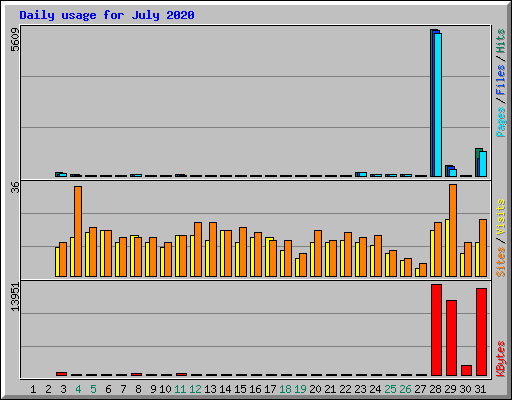 Daily usage for July 2020
5609
Pages / Files / Hits
36
Sites / Visits
13951
KBytes
1 2 3 4 5 6 7 8 9 10 11 12 13 14 15 16 17 18 19 20 21 22 23 24 25 26 27 28 29 30 31